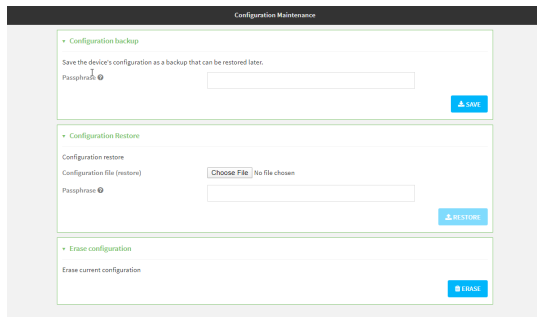 Configuration Maintenance
Configuration backup
Save the device's configuration as a backup that can be restored later.
Passphrase
SAVE
Configuration Restore
Configuration restore
Configuration file (restore) Choose File No file chosen
Passphrase
RESTORE
Erase configuration
Erase current configuration
ERASE